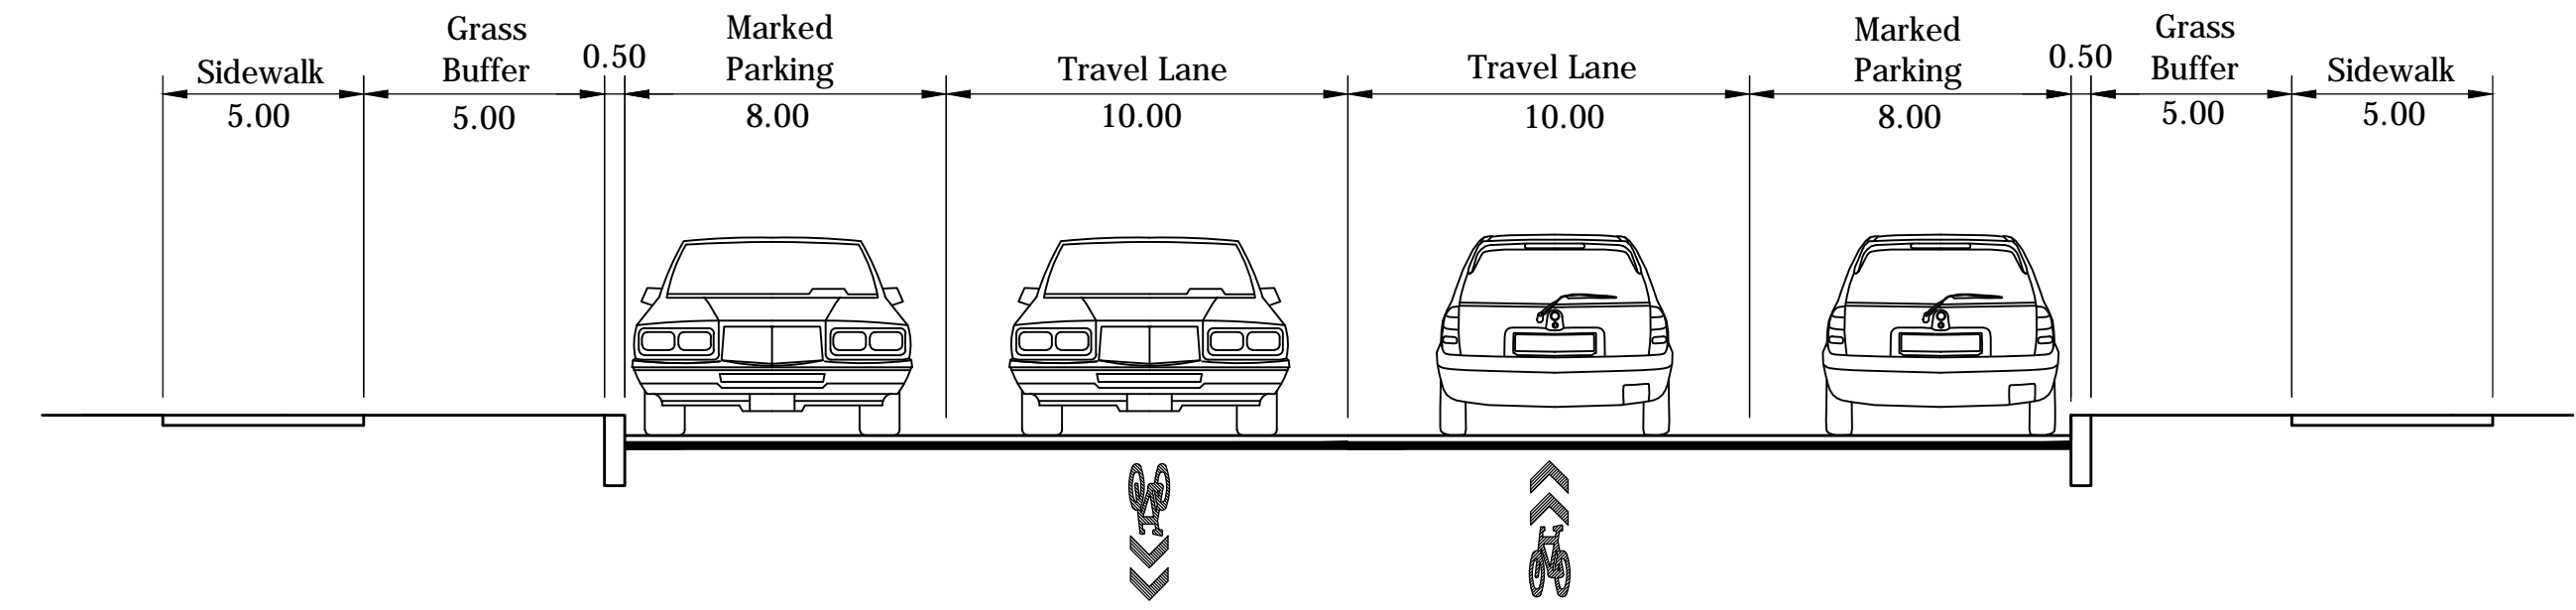 Sidewalk
5.00
Grass
Buffer
5.00
0.50
Marked
Parking
8.00
Travel Lane
10.00
Travel Lane
10.00
Marked
Parking
8.00
0.50
Grass
Buffer
5.00
Sidewalk
5.00